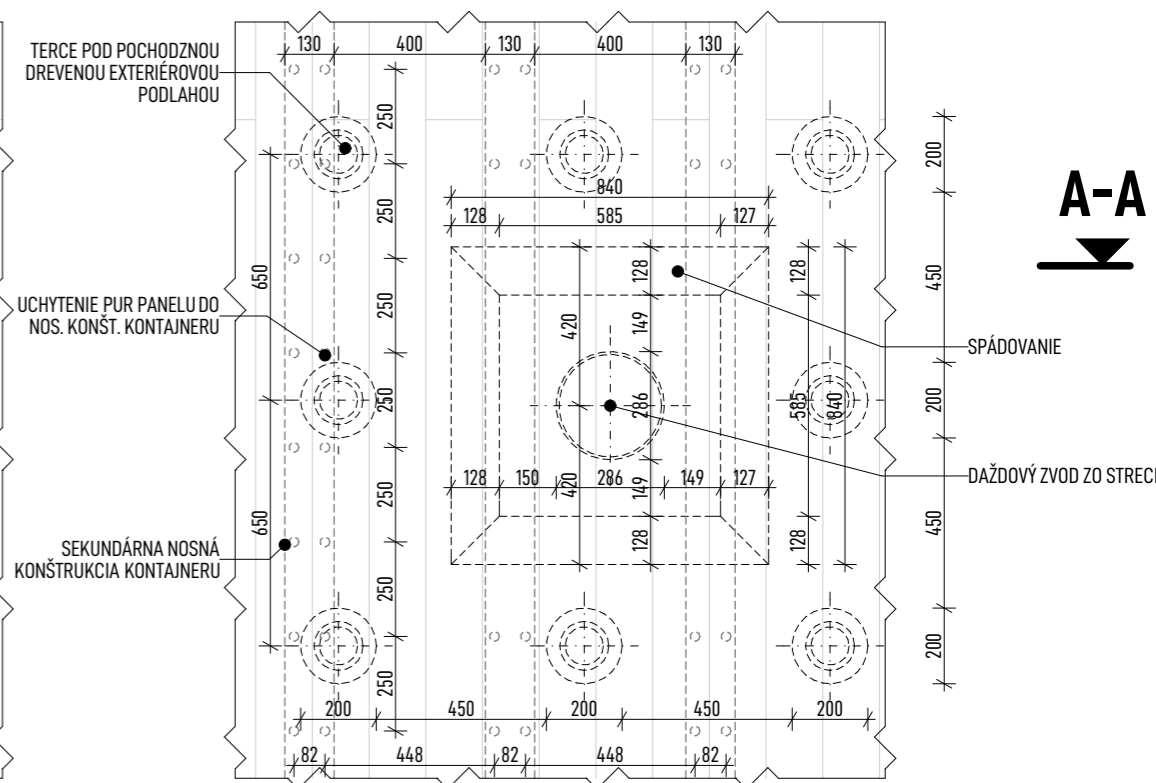 TERCE POD POCHODZNOU
DREVENOU EXTERIÉROVOU
PODLAHOU
130 400 130 400 130
250
250
250
250
250
250
250
650
650
840
128 585 127
420
420
128
149
286
149
128
128
585
128
840
128 150 286 149 127
200
450
200
450
200
A-A
UCHYTENIE PUR PANELU DO
NOS. KONŠT. KONTAJNERU
SPÁDOVANIE
DAŽDOVÝ ZVOD ZO STRECH
SEKUNDÁRNA NOSNÁ
KONŠTRUKCIA KONTAJNERU
200 450 200 450 200
82 448 82 448 82